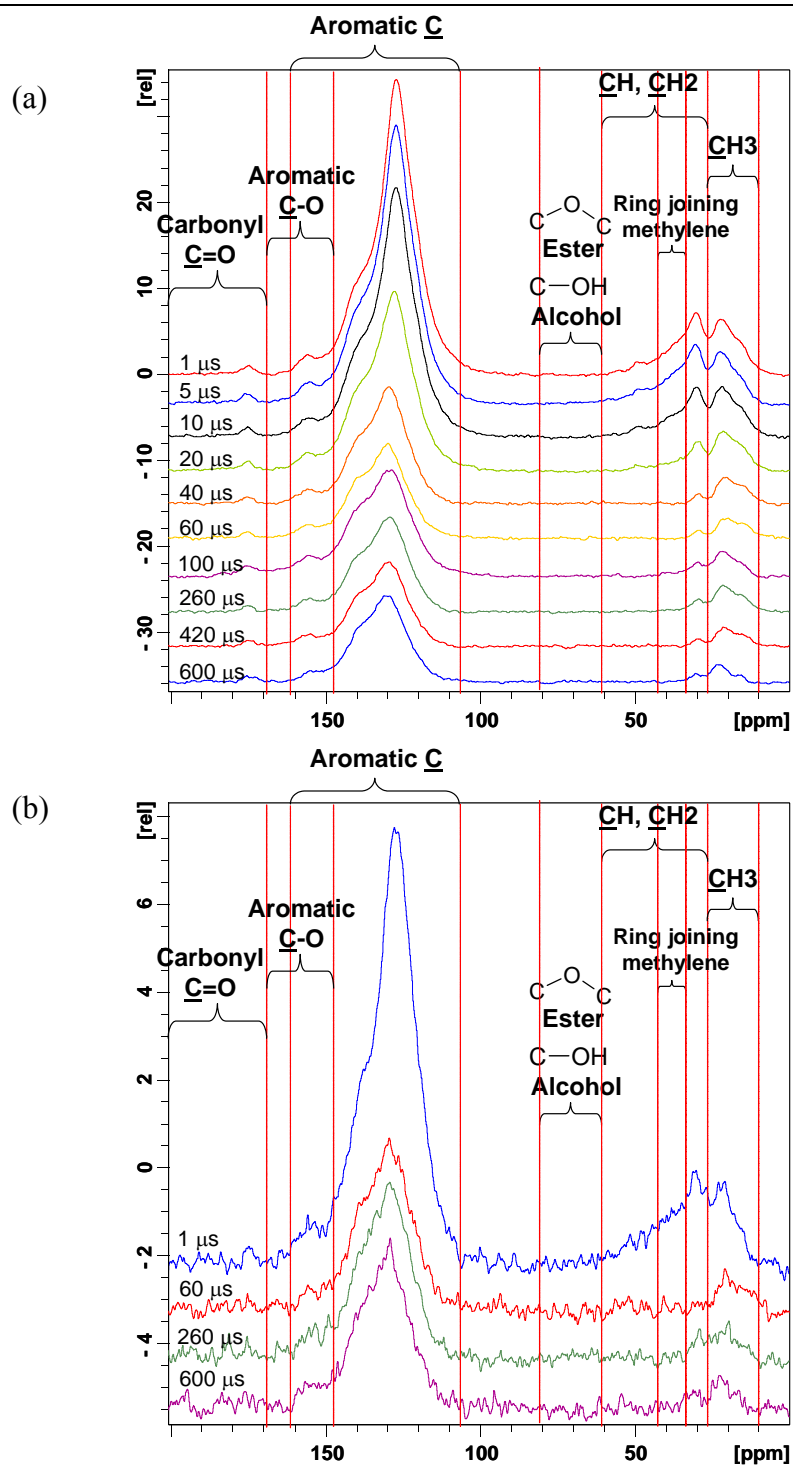 Aromatic C
(a)
[rel]
CH, CH2
CH3
Aromatic
C-O
Ring joining
methylene
Carbonyl
C=O
C O C
Ester
C—OH
Alcohol
20
10
0
- 10
- 20
- 30
1 μs
5 μs
10 μs
20 μs
40 μs
60 μs
100 μs
260 μs
420 μs
600 μs
150 100 50 [ppm]
Aromatic C
(b)
[rel]
CH, CH2
CH3
Aromatic
C-O
Ring joining
methylene
Carbonyl
C=O
C O C
Ester
C—OH
Alcohol
6
4
2
0
- 2
- 4
1 μs
60 μs
260 μs
600 μs
150 100 50 [ppm]